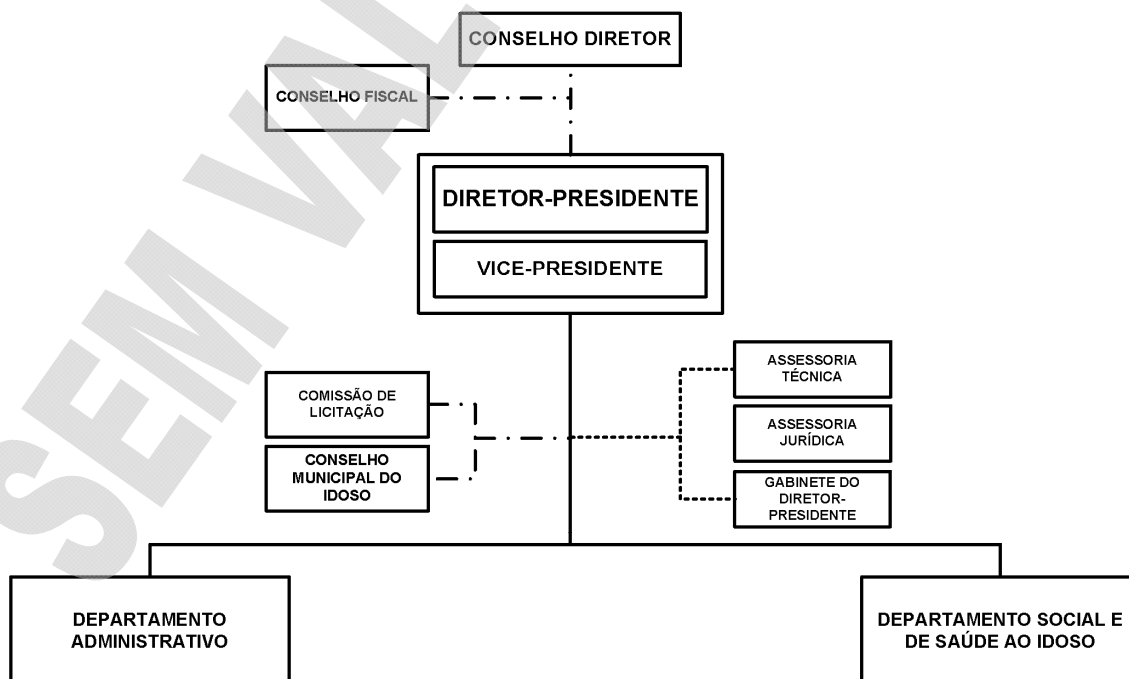 CONSELHO DIRETOR
CONSELHO FISCAL
DIRETOR-PRESIDENTE
VICE-PRESIDENTE
COMISSÃO DE
LICITAÇÃO
CONSELHO
MUNICIPAL DO
IDOSO
ASSESSORIA
TÉCNICA
ASSESSORIA
JURÍDICA
GABINETE DO
DIRETOR-
PRESIDENTE
DEPARTAMENTO
ADMINISTRATIVO
DEPARTAMENTO SOCIAL E
DE SAÚDE AO IDOSO
SEM VAL